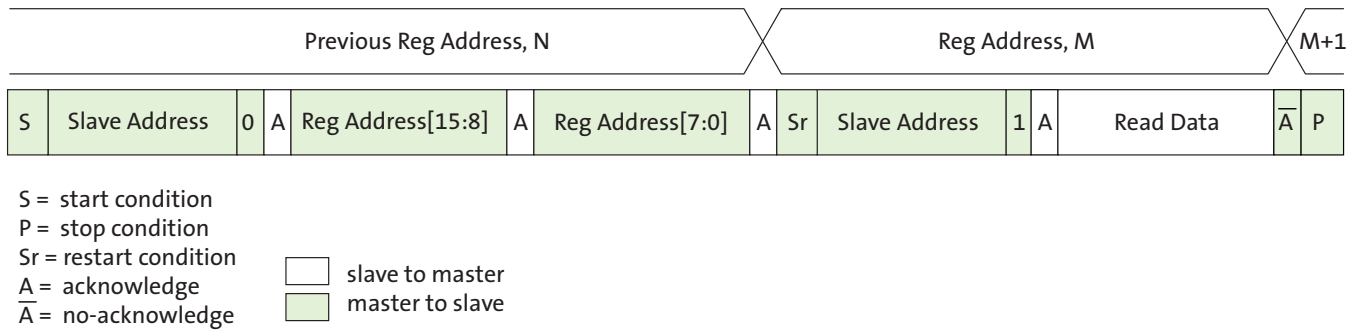 Previous Reg Address, N Reg Address, M M+1
S Slave Address 0 A Reg Address[15:8] A Reg Address[7:0] A Sr Slave Address 1 A Read Data A̅ P
S = start condition
P = stop condition
Sr = restart condition
A = acknowledge
A̅ = no-acknowledge
slave to master
master to slave